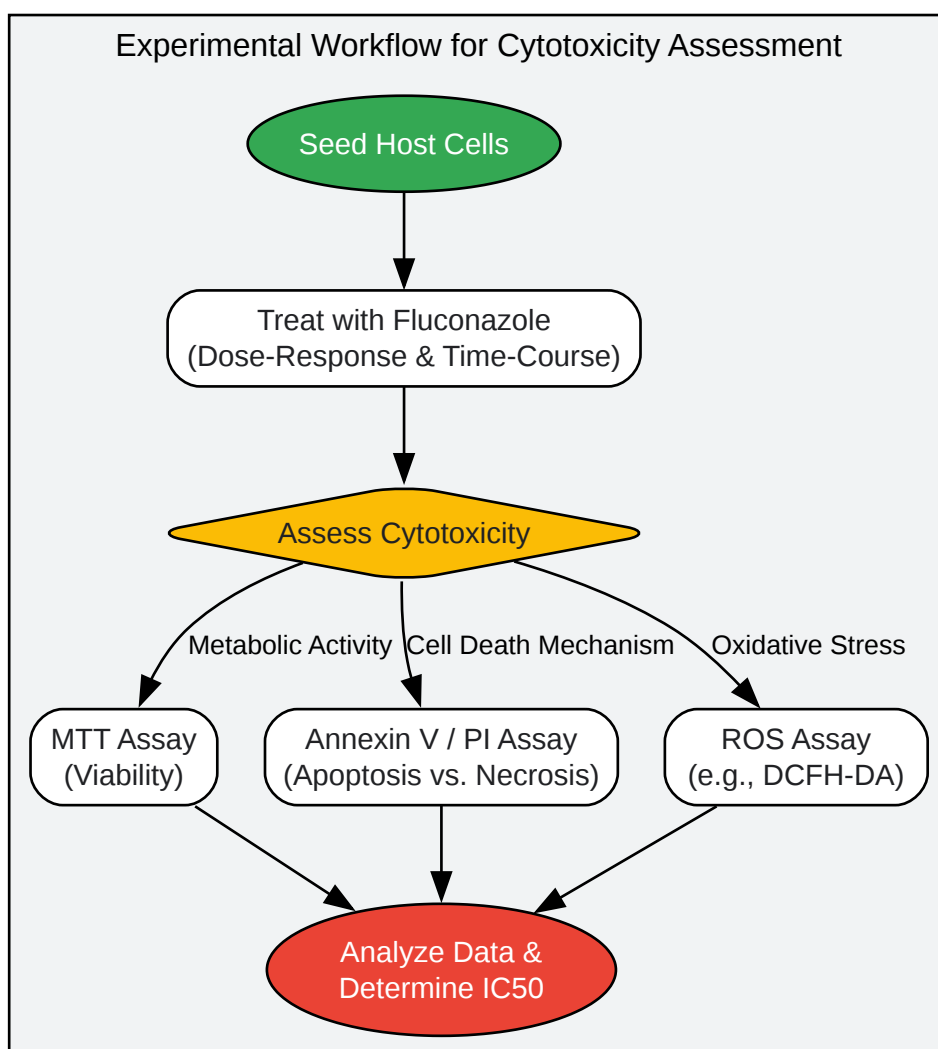 Experimental Workflow for Cytotoxicity Assessment
Seed Host Cells
Treat with Fluconazole
(Dose-Response & Time-Course)
Assess Cytotoxicity
Metabolic Activity
Cell Death Mechanism
Oxidative Stress
MTT Assay
(Viability)
Annexin V / PI Assay
(Apoptosis vs. Necrosis)
ROS Assay
(e.g., DCFH-DA)
Analyze Data &
Determine IC50